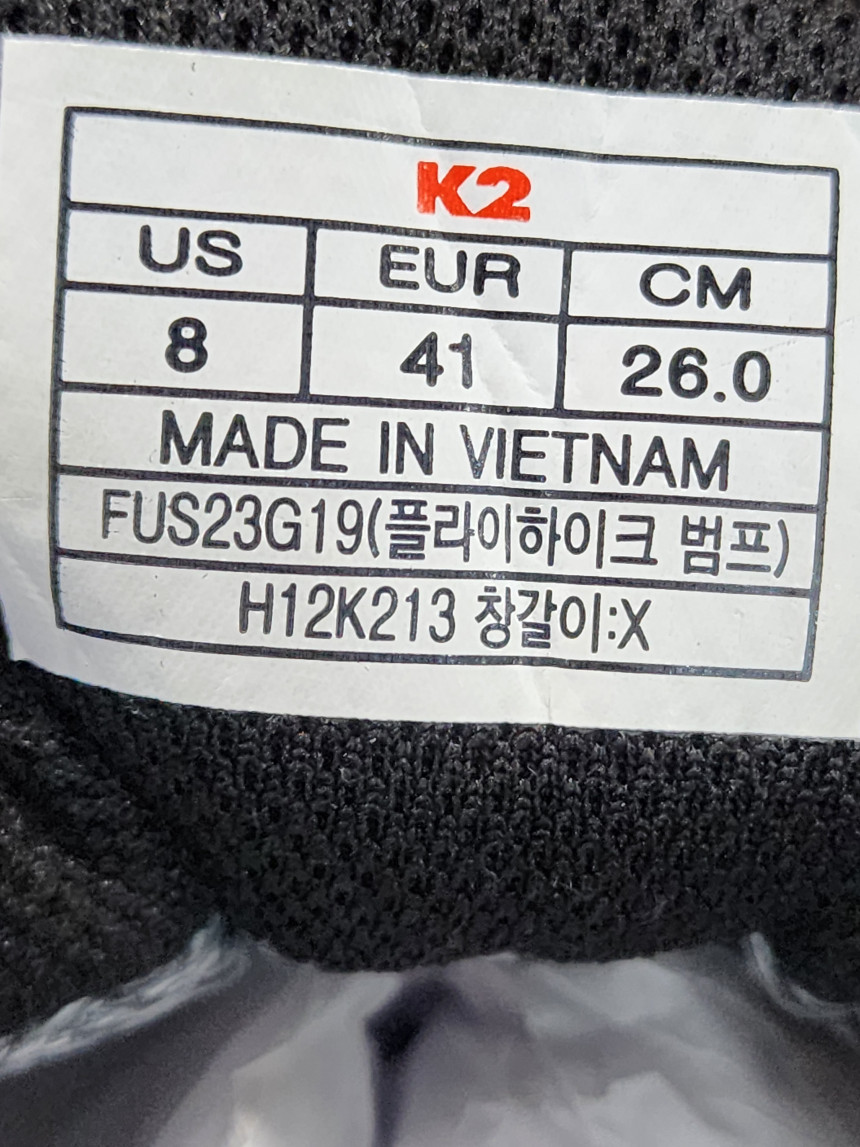 K2
US EUR CM
8 41 26.0
MADE IN VIETNAM
FUS23G19(플라이하이크 범프)
H12K213 창갈이:X